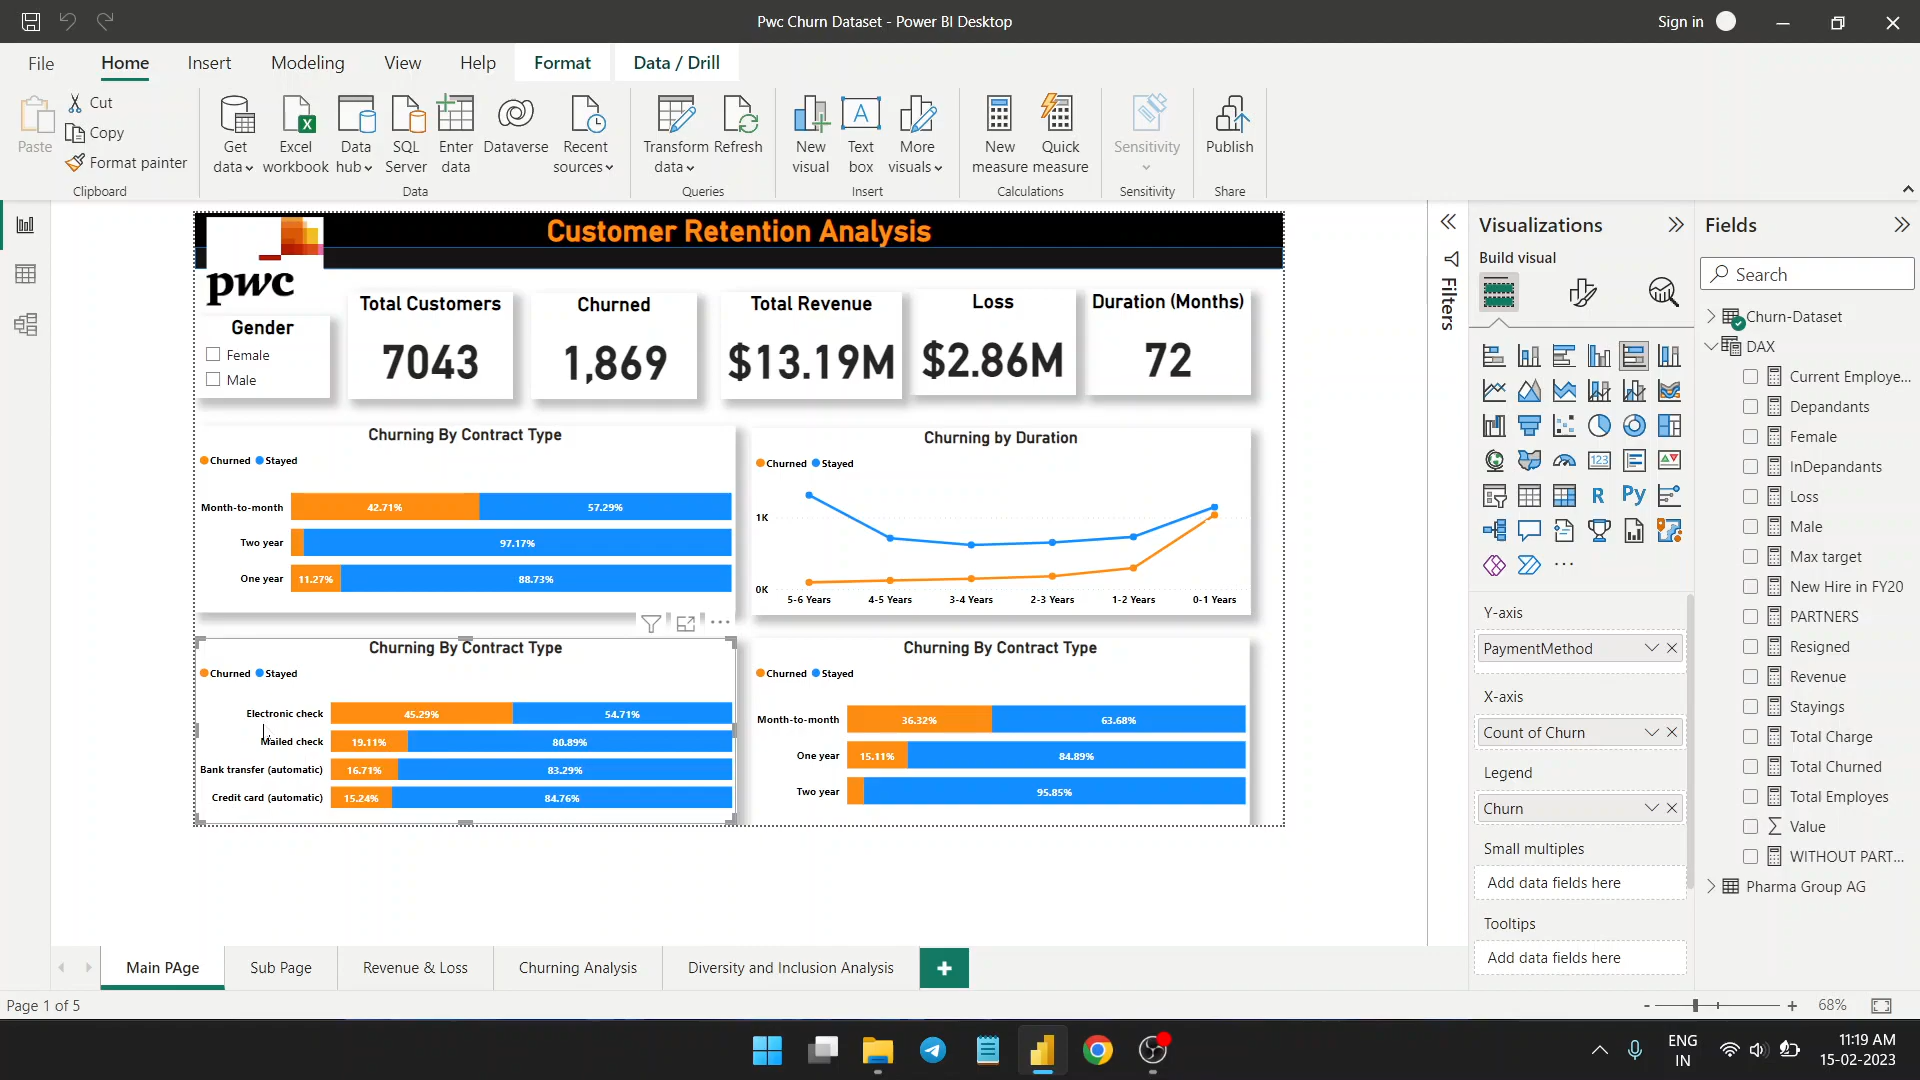 Pwc Churn Dataset - Power BI Desktop
Sign in
File
Home
Insert
Modeling
View
Help
Format
Data / Drill
Paste
Cut
Copy
Format painter
Clipboard
Get data
Excel workbook
Data hub
SQL Server
Enter data
Dataverse
Recent sources
Data
Transform data
Refresh
Queries
New visual
Text box
More visuals
Insert
New measure
Quick measure
Calculations
Sensitivity
Sensitivity
Publish
Share
Customer Retention Analysis
pwc
Gender
Female
Male
Total Customers
7043
Churned
1,869
Total Revenue
$13.19M
Loss
$2.86M
Duration (Months)
72
Churning By Contract Type
Churned Stayed
Month-to-month 42.71% 57.29%
Two year 97.17%
One year 11.27% 88.73%
Churning by Duration
Churned Stayed
1K
0K
5-6 Years 4-5 Years 3-4 Years 2-3 Years 1-2 Years 0-1 Years
Churning By Contract Type
Churned Stayed
Electronic check 45.29% 54.71%
Mailed check 19.11% 80.89%
Bank transfer (automatic) 16.71% 83.29%
Credit card (automatic) 15.24% 84.76%
Churning By Contract Type
Churned Stayed
Month-to-month 36.32% 63.68%
One year 15.11% 84.89%
Two year 95.85%
Filters
Visualizations
Build visual
123
R
Py
Y-axis
PaymentMethod
X-axis
Count of Churn
Legend
Churn
Small multiples
Add data fields here
Tooltips
Add data fields here
Fields
Search
Churn-Dataset
DAX
Current Employe...
Depandants
Female
InDepandants
Loss
Male
Max target
New Hire in FY20
PARTNERS
Resigned
Revenue
Stayings
Total Charge
Total Churned
Total Employes
Value
WITHOUT PART...
Pharma Group AG
Main PAge
Sub Page
Revenue & Loss
Churning Analysis
Diversity and Inclusion Analysis
Page 1 of 5
68%
ENG
IN
11:19 AM
15-02-2023